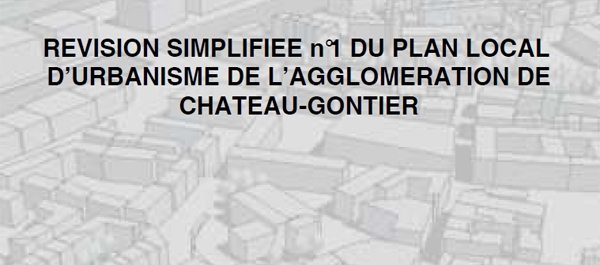 REVISION SIMPLIFIEE n°1 DU PLAN LOCAL
D'URBANISME DE L'AGGLOMERATION DE
CHATEAU-GONTIER